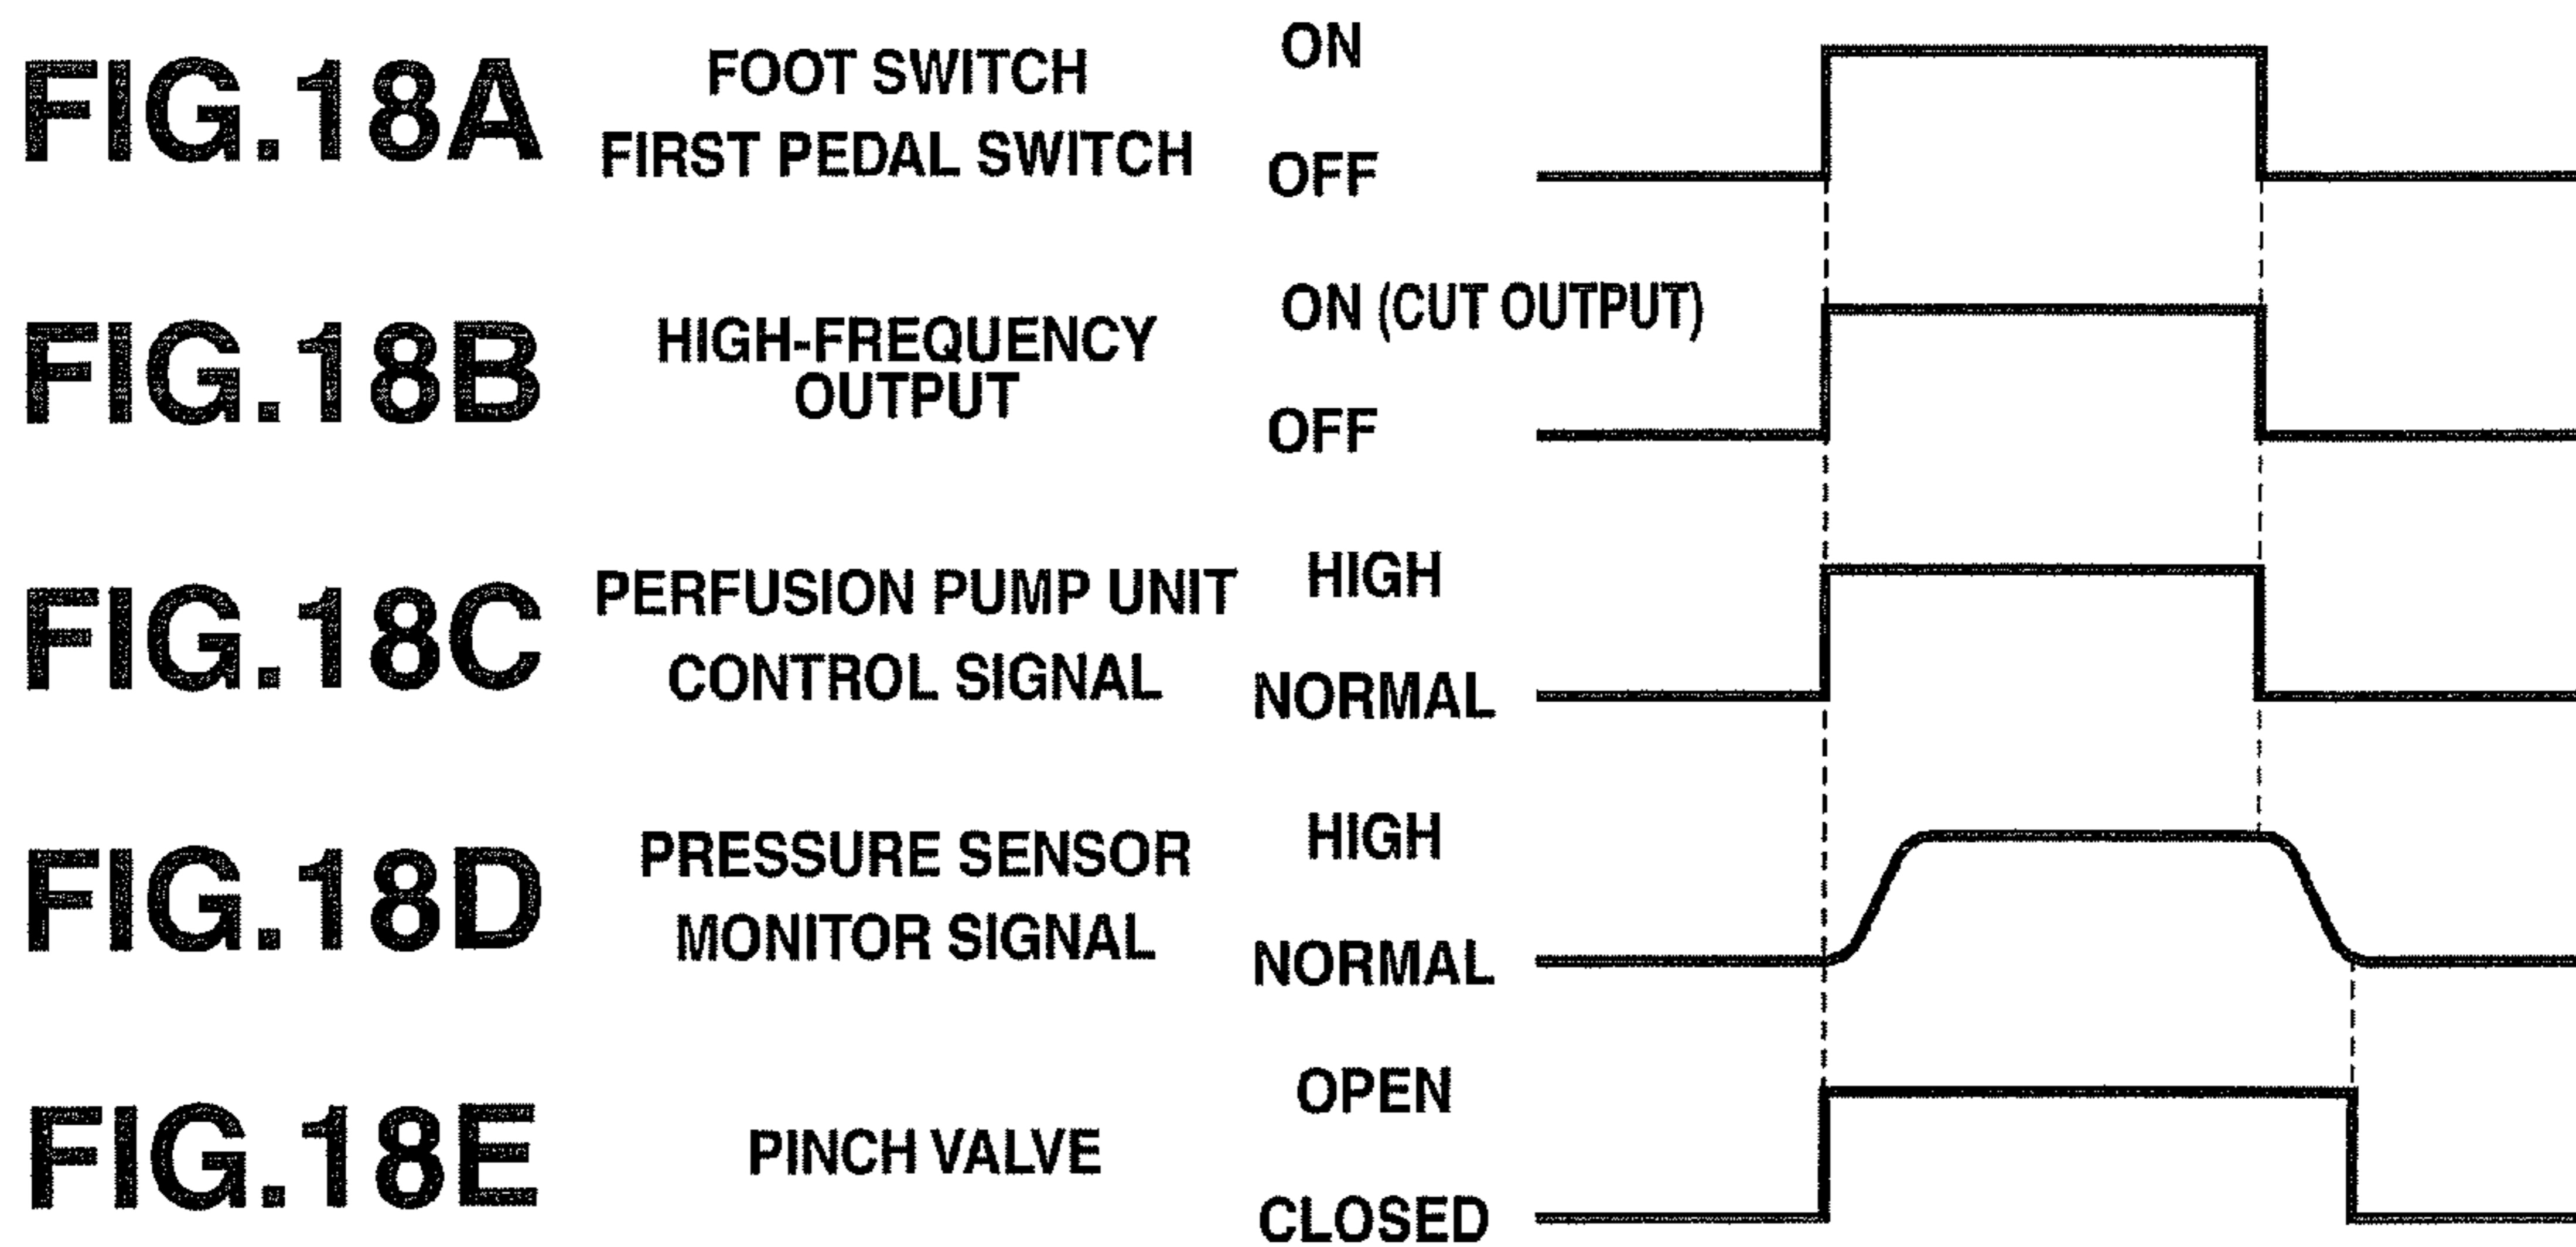 FIG.18A
FOOT SWITCH
FIRST PEDAL SWITCH
ON
OFF
FIG.18B
HIGH-FREQUENCY
OUTPUT
ON (CUT OUTPUT)
OFF
FIG.18C
PERFUSION PUMP UNIT
CONTROL SIGNAL
HIGH
NORMAL
FIG.18D
PRESSURE SENSOR
MONITOR SIGNAL
HIGH
NORMAL
FIG.18E
PINCH VALVE
OPEN
CLOSED